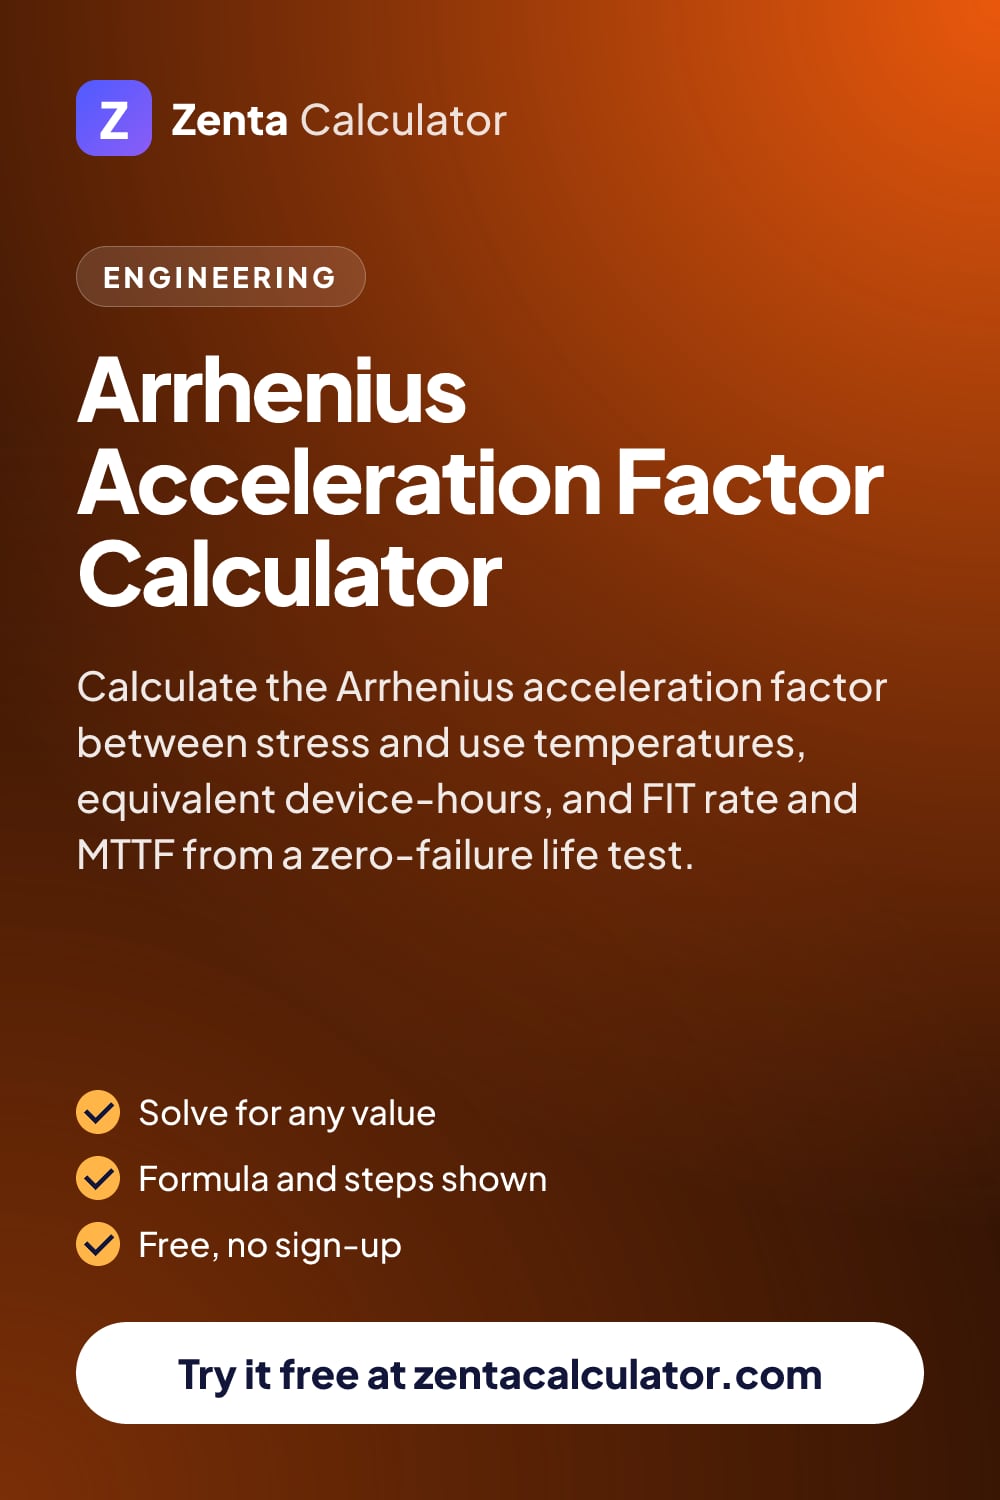 Z
Zenta Calculator
ENGINEERING
Arrhenius
Acceleration Factor
Calculator
Calculate the Arrhenius acceleration factor
between stress and use temperatures,
equivalent device-hours, and FIT rate and
MTTF from a zero-failure life test.
Solve for any value
Formula and steps shown
Free, no sign-up
Try it free at zentacalculator.com